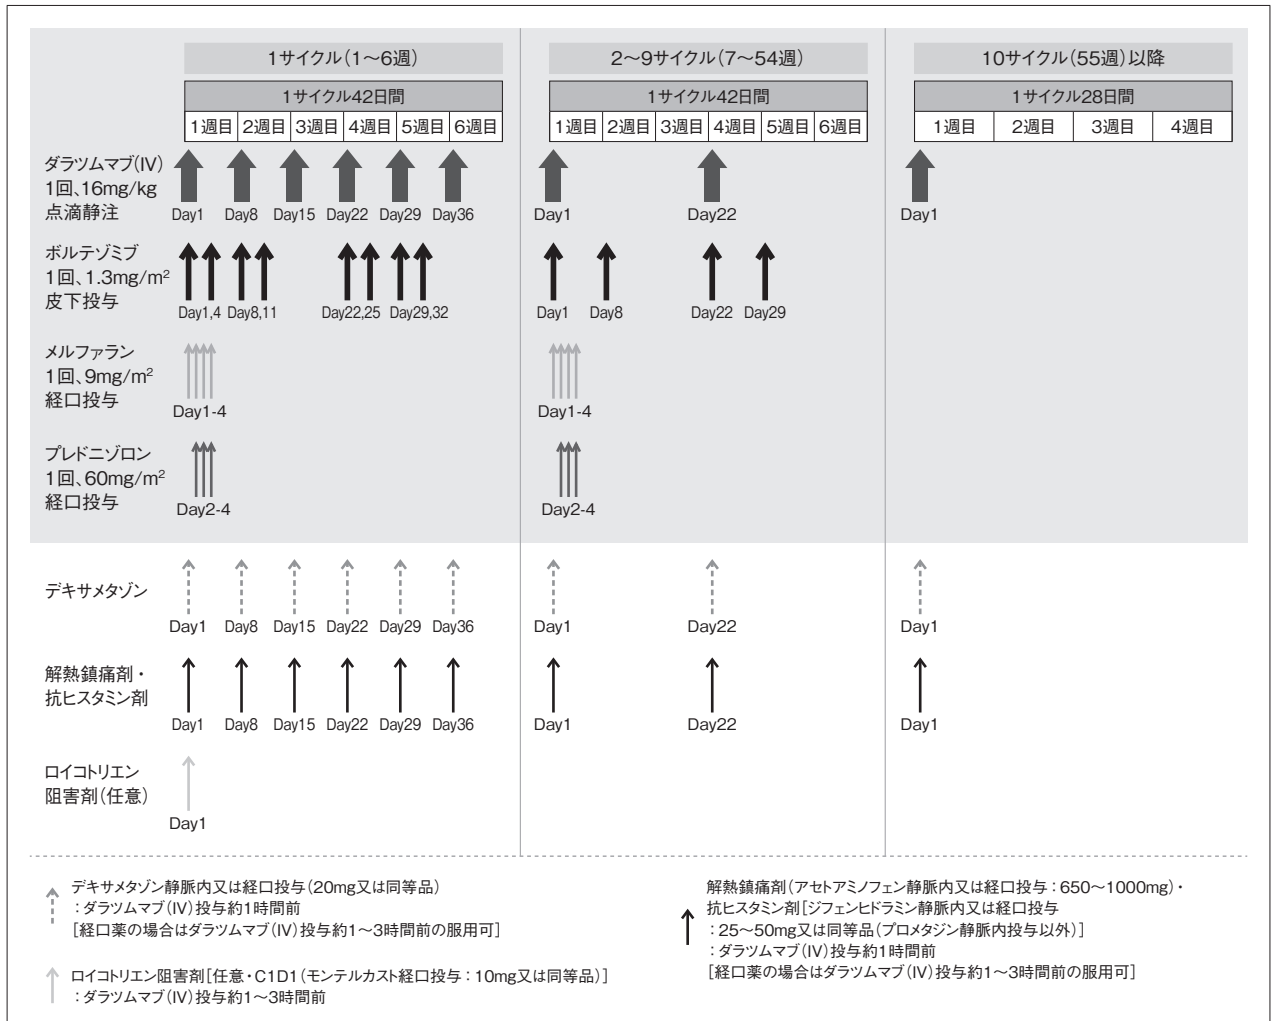 1サイクル(1〜6週)
2〜9サイクル(7〜54週)
10サイクル(55週)以降
1サイクル42日間
1サイクル42日間
1サイクル28日間
1週目 2週目 3週目 4週目 5週目 6週目
1週目 2週目 3週目 4週目 5週目 6週目
1週目 2週目 3週目 4週目
ダラツムマブ(IV)
1回、16mg/kg
点滴静注
Day1 Day8 Day15 Day22 Day29 Day36
Day1 Day22
Day1
ボルテゾミブ
1回、1.3mg/m²
皮下投与
Day1,4 Day8,11 Day22,25 Day29,32
Day1 Day8 Day22 Day29
メルファラン
1回、9mg/m²
経口投与
Day1-4
Day1-4
プレドニゾロン
1回、60mg/m²
経口投与
Day2-4
Day2-4
デキサメタゾン
Day1 Day8 Day15 Day22 Day29 Day36
Day1 Day22
Day1
解熱鎮痛剤・
抗ヒスタミン剤
Day1 Day8 Day15 Day22 Day29 Day36
Day1 Day22
Day1
ロイコトリエン
阻害剤(任意)
Day1
デキサメタゾン静脈内又は経口投与(20mg又は同等品)
:ダラツムマブ(IV)投与約1時間前
[経口薬の場合はダラツムマブ(IV)投与約1〜3時間前の服用可]
ロイコトリエン阻害剤[任意・C1D1(モンテルカスト経口投与:10mg又は同等品)]
:ダラツムマブ(IV)投与約1〜3時間前
解熱鎮痛剤(アセトアミノフェン静脈内又は経口投与:650〜1000mg)・
抗ヒスタミン剤[ジフェンヒドラミン静脈内又は経口投与
:25〜50mg又は同等品(プロメタジン静脈内投与以外)]
:ダラツムマブ(IV)投与約1時間前
[経口薬の場合はダラツムマブ(IV)投与約1〜3時間前の服用可]